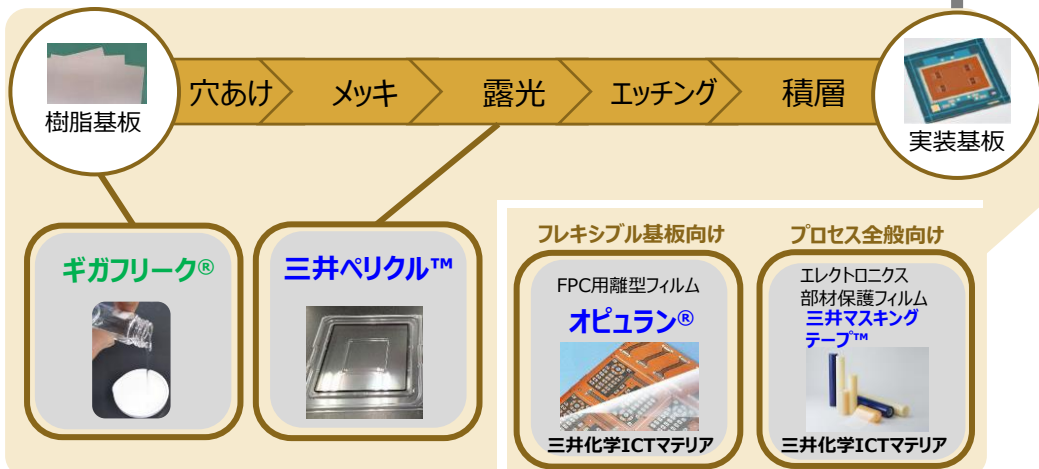 樹脂基板
穴あけ
メッキ
露光
エッチング
積層
実装基板
ギガフリーク®
三井ペリクル™
フレキシブル基板向け
FPC用離型フィルム
オピュラン®
三井化学ICTマテリア
プロセス全般向け
エレクトロニクス
部材保護フィルム
三井マスキング
テープ™
三井化学ICTマテリア